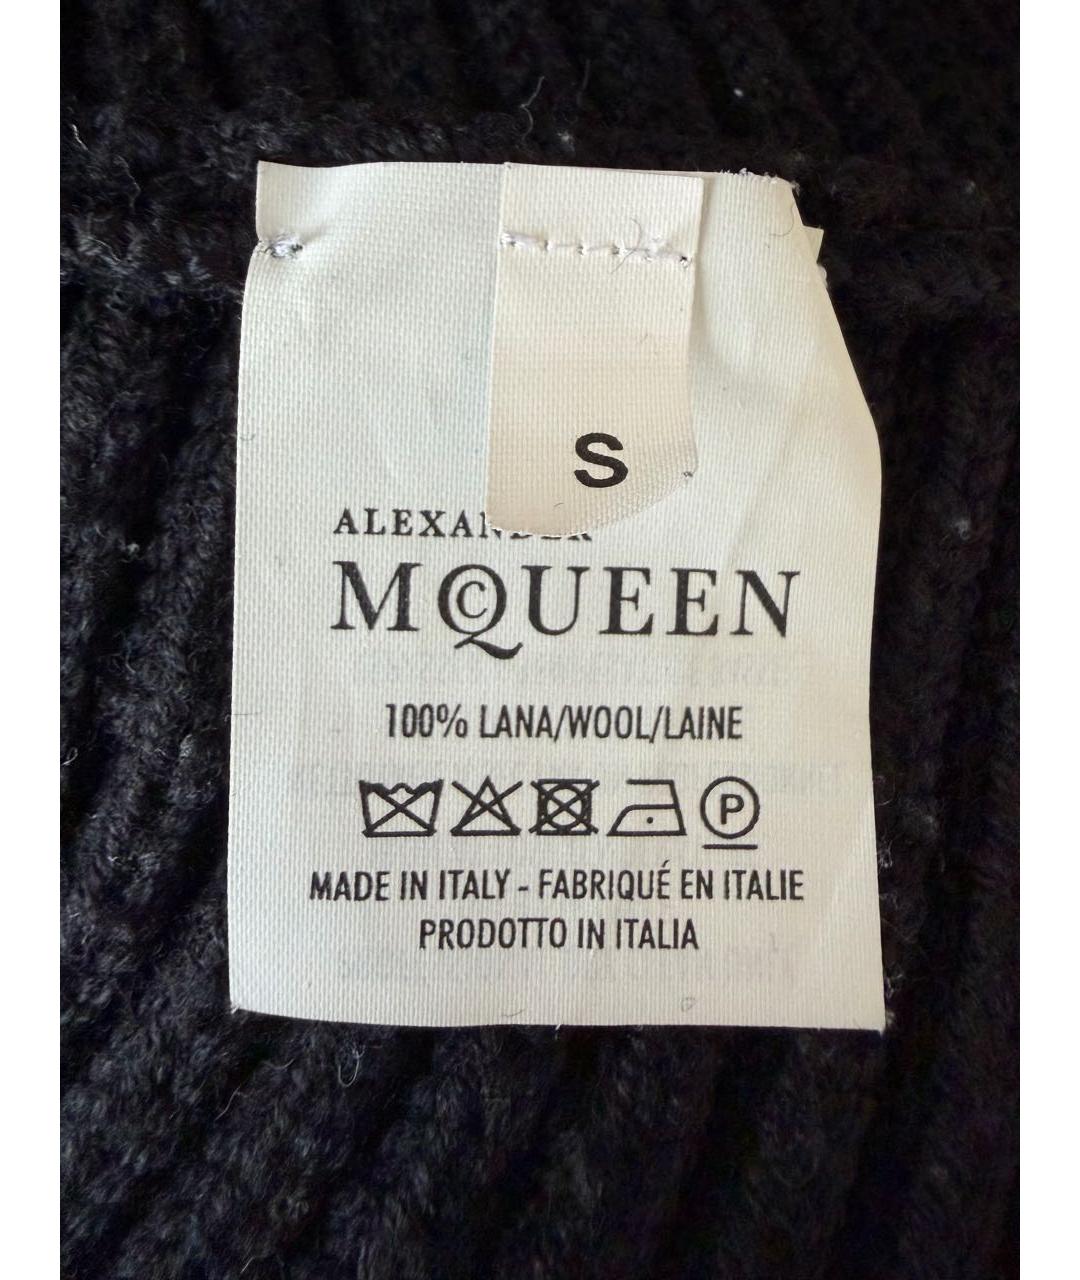 S
ALEXANDER
McQUEEN
100% LANA/WOOL/LAINE
P
MADE IN ITALY - FABRIQUÉ EN ITALIE
PRODOTTO IN ITALIA